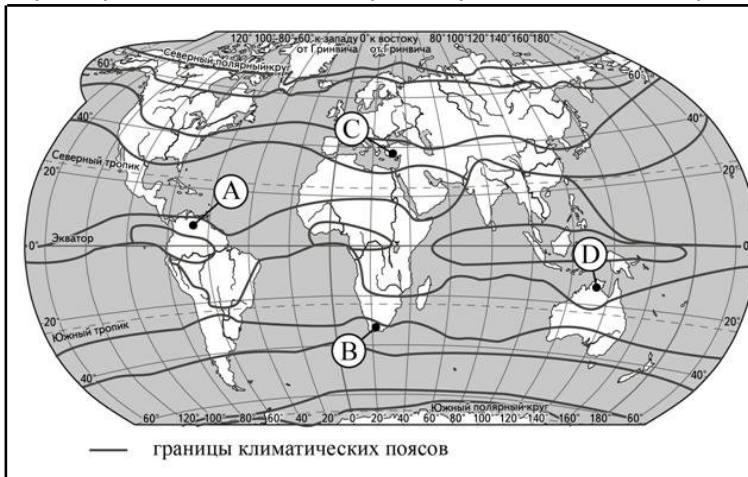 120° 100°80°60°к западу 0°к востоку 80°100°120°140°160°180°
от Гринвича от Гринвича
Северный полярный круг
60° 60°
40° 40°
C
Северный тропик
20° 20°
A
Экватор
0° 0°
D
20° 20°
Южный тропик
B
40° 40°
Южный полярный круг
60° 120° 100° 80° 60° 40° 20° 0° 20° 40° 60° 80° 100° 120° 140° 160° 180° 60°
границы климатических поясов